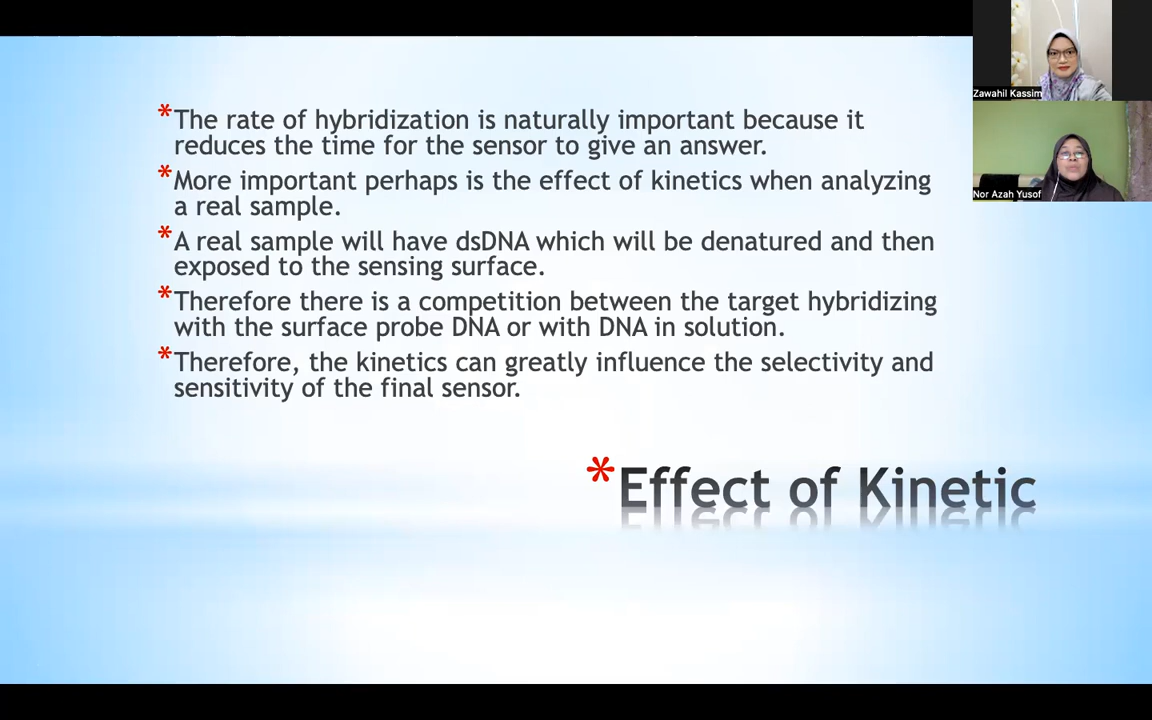 *The rate of hybridization is naturally important because it
reduces the time for the sensor to give an answer.
*More important perhaps is the effect of kinetics when analyzing
a real sample.
*A real sample will have dsDNA which will be denatured and then
exposed to the sensing surface.
*Therefore there is a competition between the target hybridizing
with the surface probe DNA or with DNA in solution.
*Therefore, the kinetics can greatly influence the selectivity and
sensitivity of the final sensor.
*Effect of Kinetic
Zawahil Kassim
Nor Azah Yusof